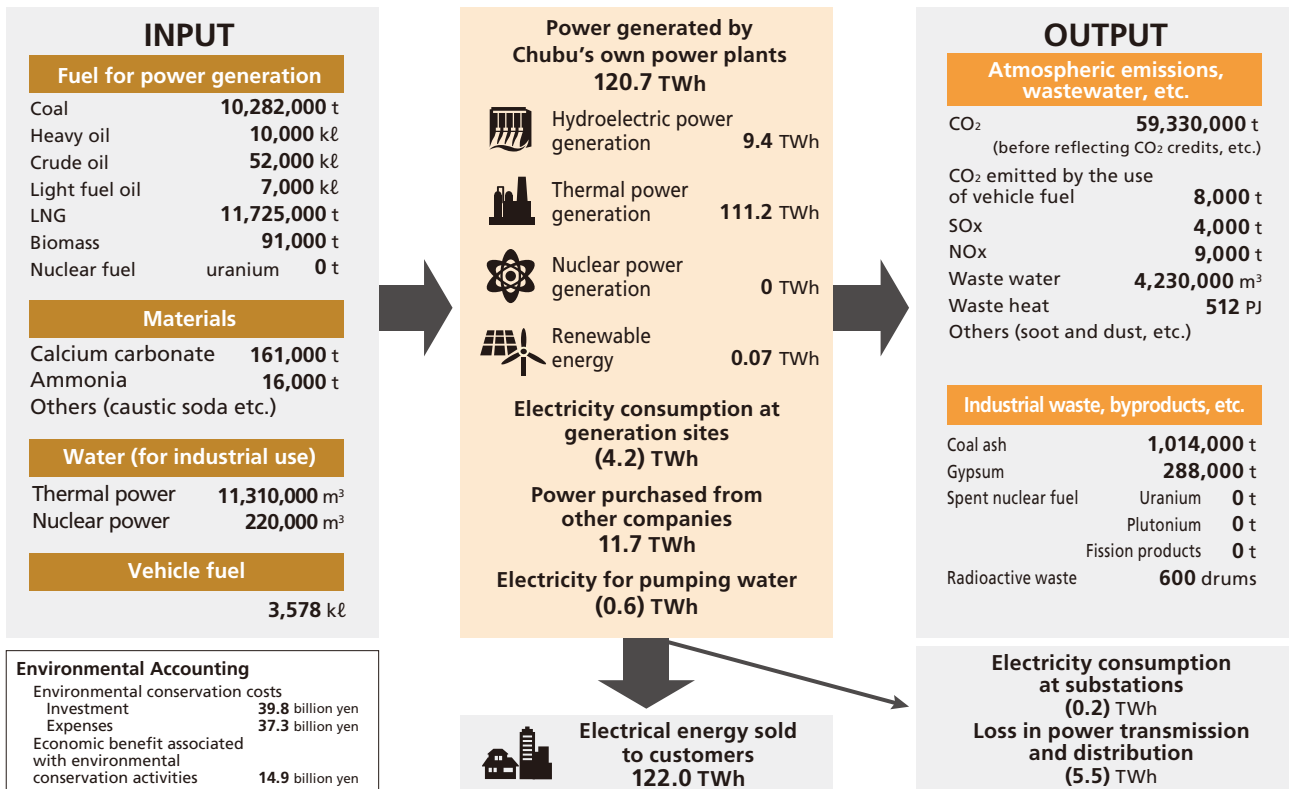 INPUT
Fuel for power generation
Coal 10,282,000 t
Heavy oil 10,000 kℓ
Crude oil 52,000 kℓ
Light fuel oil 7,000 kℓ
LNG 11,725,000 t
Biomass 91,000 t
Nuclear fuel uranium 0 t
Materials
Calcium carbonate 161,000 t
Ammonia 16,000 t
Others (caustic soda etc.)
Water (for industrial use)
Thermal power 11,310,000 m³
Nuclear power 220,000 m³
Vehicle fuel
3,578 kℓ
Environmental Accounting
Environmental conservation costs
Investment 39.8 billion yen
Expenses 37.3 billion yen
Economic benefit associated
with environmental
conservation activities 14.9 billion yen
Power generated by
Chubu's own power plants
120.7 TWh
Hydroelectric power
generation 9.4 TWh
Thermal power
generation 111.2 TWh
Nuclear power
generation 0 TWh
Renewable
energy 0.07 TWh
Electricity consumption at
generation sites
(4.2) TWh
Power purchased from
other companies
11.7 TWh
Electricity for pumping water
(0.6) TWh
Electrical energy sold
to customers
122.0 TWh
OUTPUT
Atmospheric emissions,
wastewater, etc.
CO₂ 59,330,000 t
(before reflecting CO₂ credits, etc.)
CO₂ emitted by the use
of vehicle fuel 8,000 t
SOx 4,000 t
NOx 9,000 t
Waste water 4,230,000 m³
Waste heat 512 PJ
Others (soot and dust, etc.)
Industrial waste, byproducts, etc.
Coal ash 1,014,000 t
Gypsum 288,000 t
Spent nuclear fuel Uranium 0 t
Plutonium 0 t
Fission products 0 t
Radioactive waste 600 drums
Electricity consumption
at substations
(0.2) TWh
Loss in power transmission
and distribution
(5.5) TWh